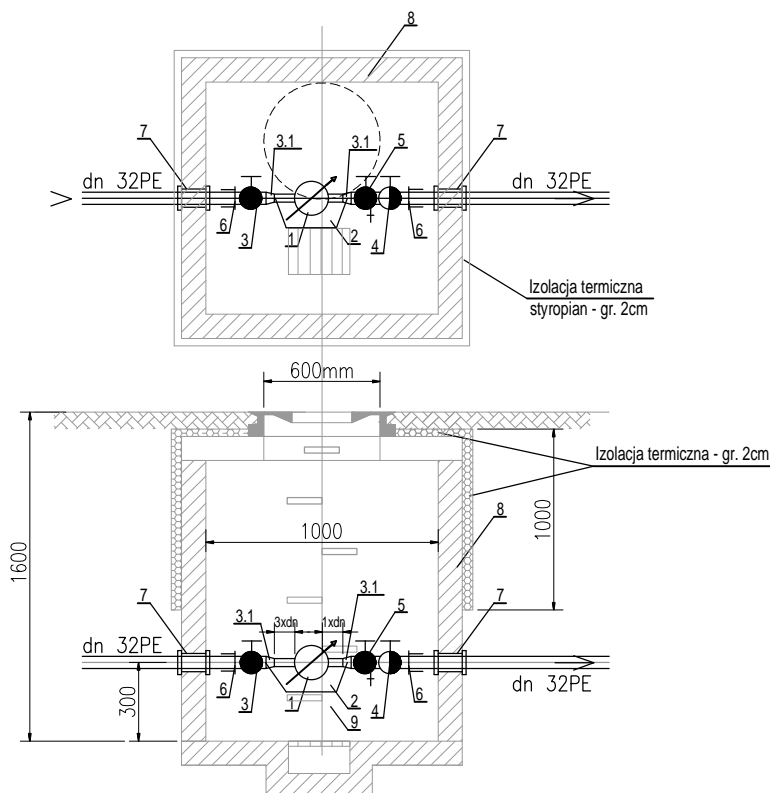 8
7
3.1
3.1
5
7
dn 32PE
dn 32PE
6
3
1
2
4
6
Izolacja termiczna
styropian - gr. 2cm
600mm
Izolacja termiczna - gr. 2cm
1000
8
1000
1600
7
3.1
3xdn
1xdn
3.1
5
7
dn 32PE
dn 32PE
6
3
1
2
4
6
9
300